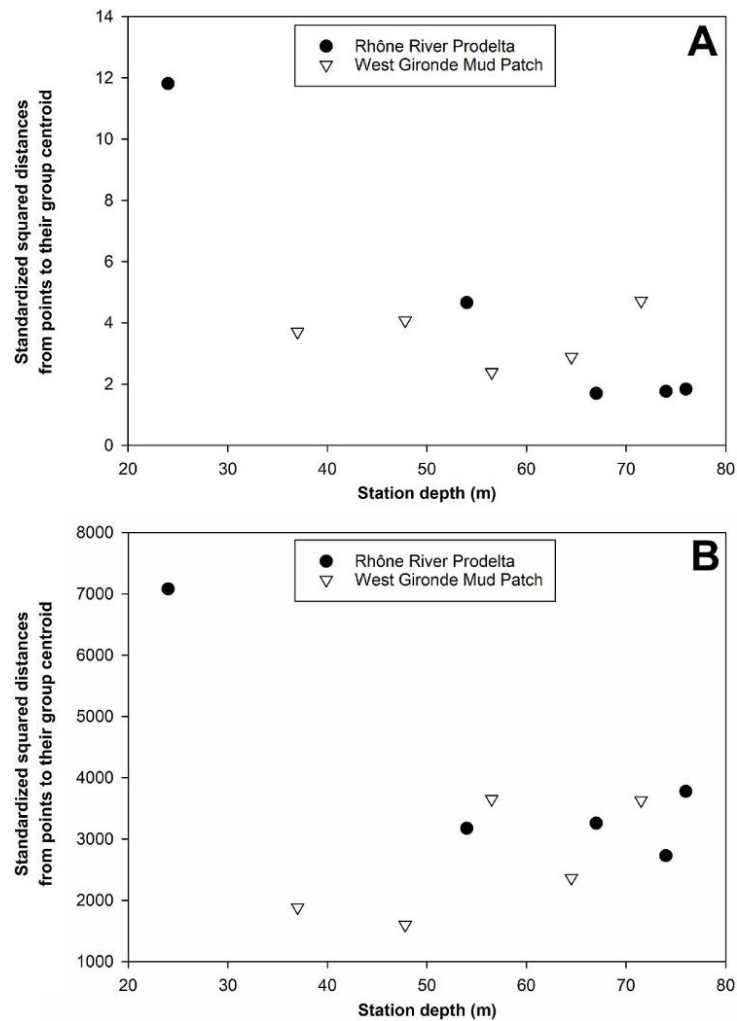 A
Rhône River Prodelta
West Gironde Mud Patch
Standardized squared distances
from points to their group centroid
14
12
10
8
6
4
2
0
20 30 40 50 60 70 80
Station depth (m)
B
Rhône River Prodelta
West Gironde Mud Patch
Standardized squared distances
from points to their group centroid
8000
7000
6000
5000
4000
3000
2000
1000
20 30 40 50 60 70 80
Station depth (m)